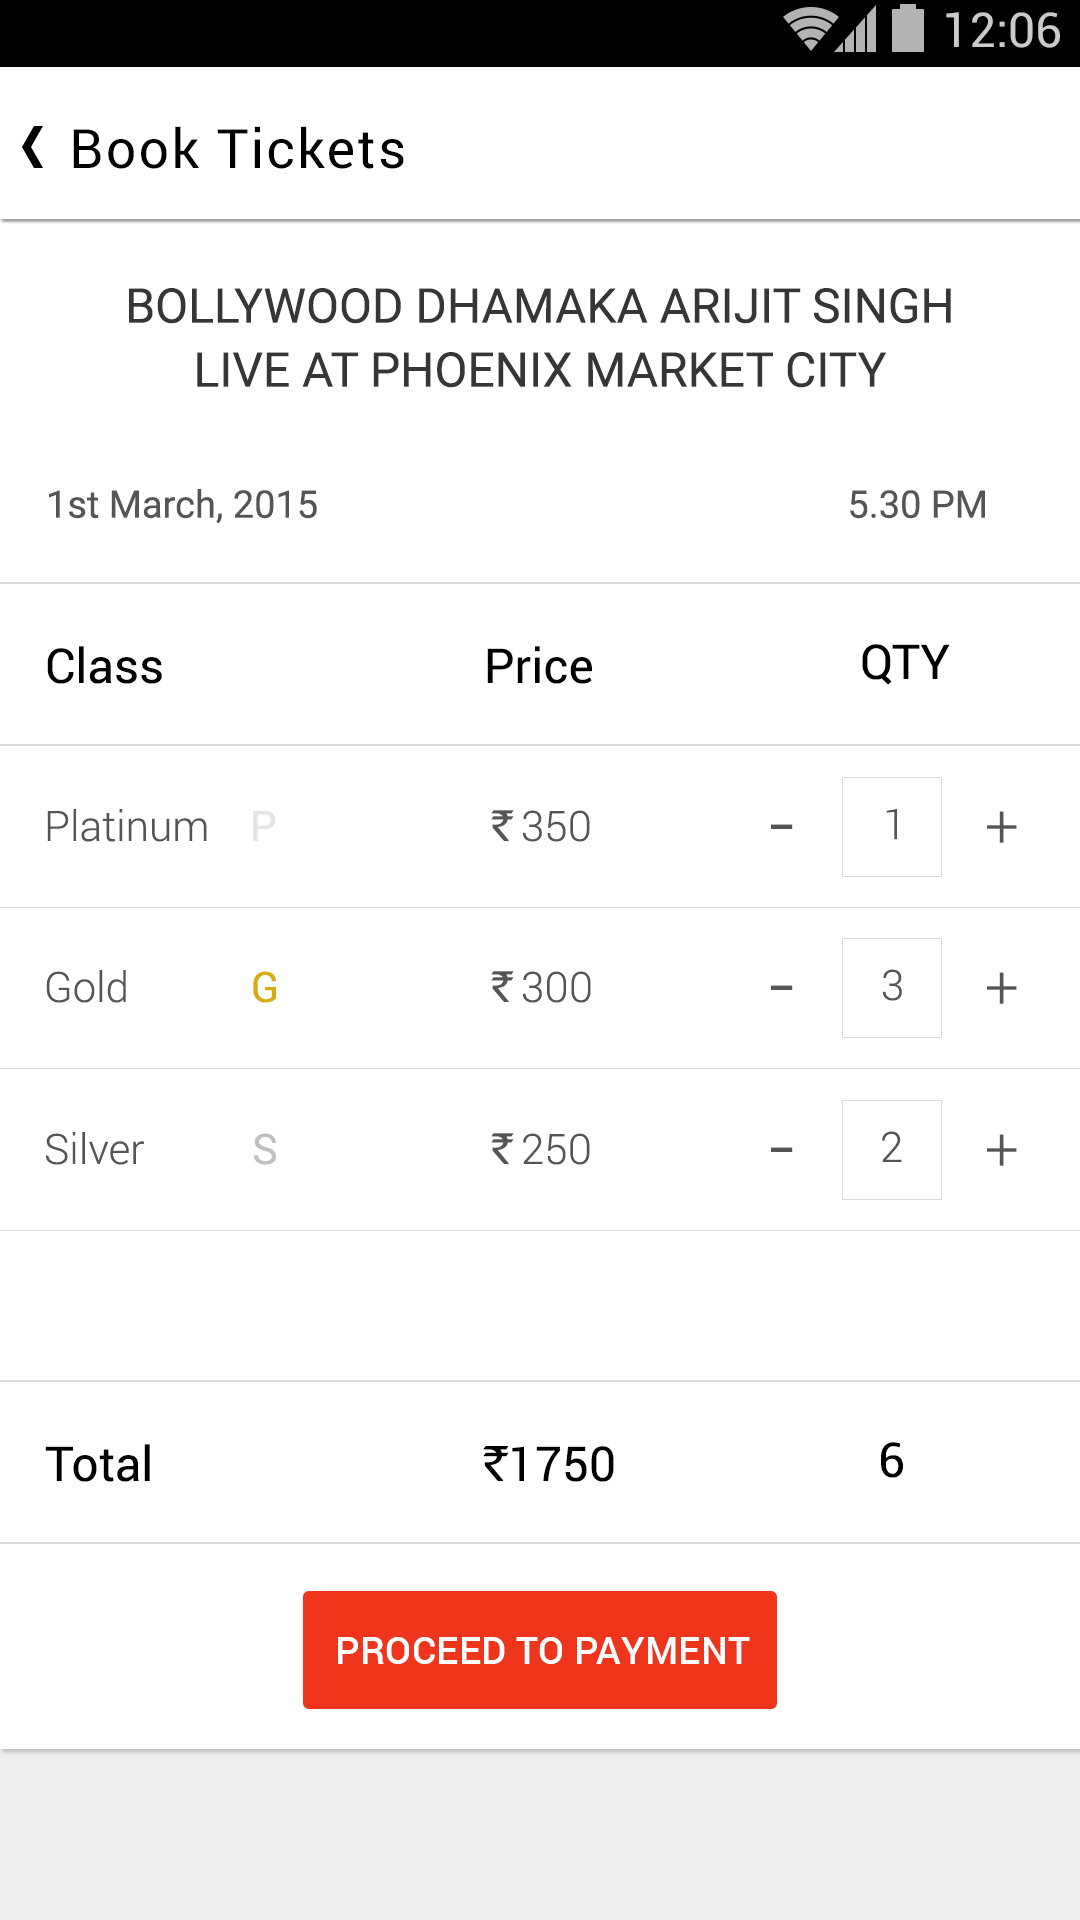 12:06
❮ Book Tickets
BOLLYWOOD DHAMAKA ARIJIT SINGH
LIVE AT PHOENIX MARKET CITY
1st March, 2015 5.30 PM
Class Price QTY
Platinum P ₹ 350 - 1 +
Gold G ₹ 300 - 3 +
Silver S ₹ 250 - 2 +
Total ₹1750 6
PROCEED TO PAYMENT